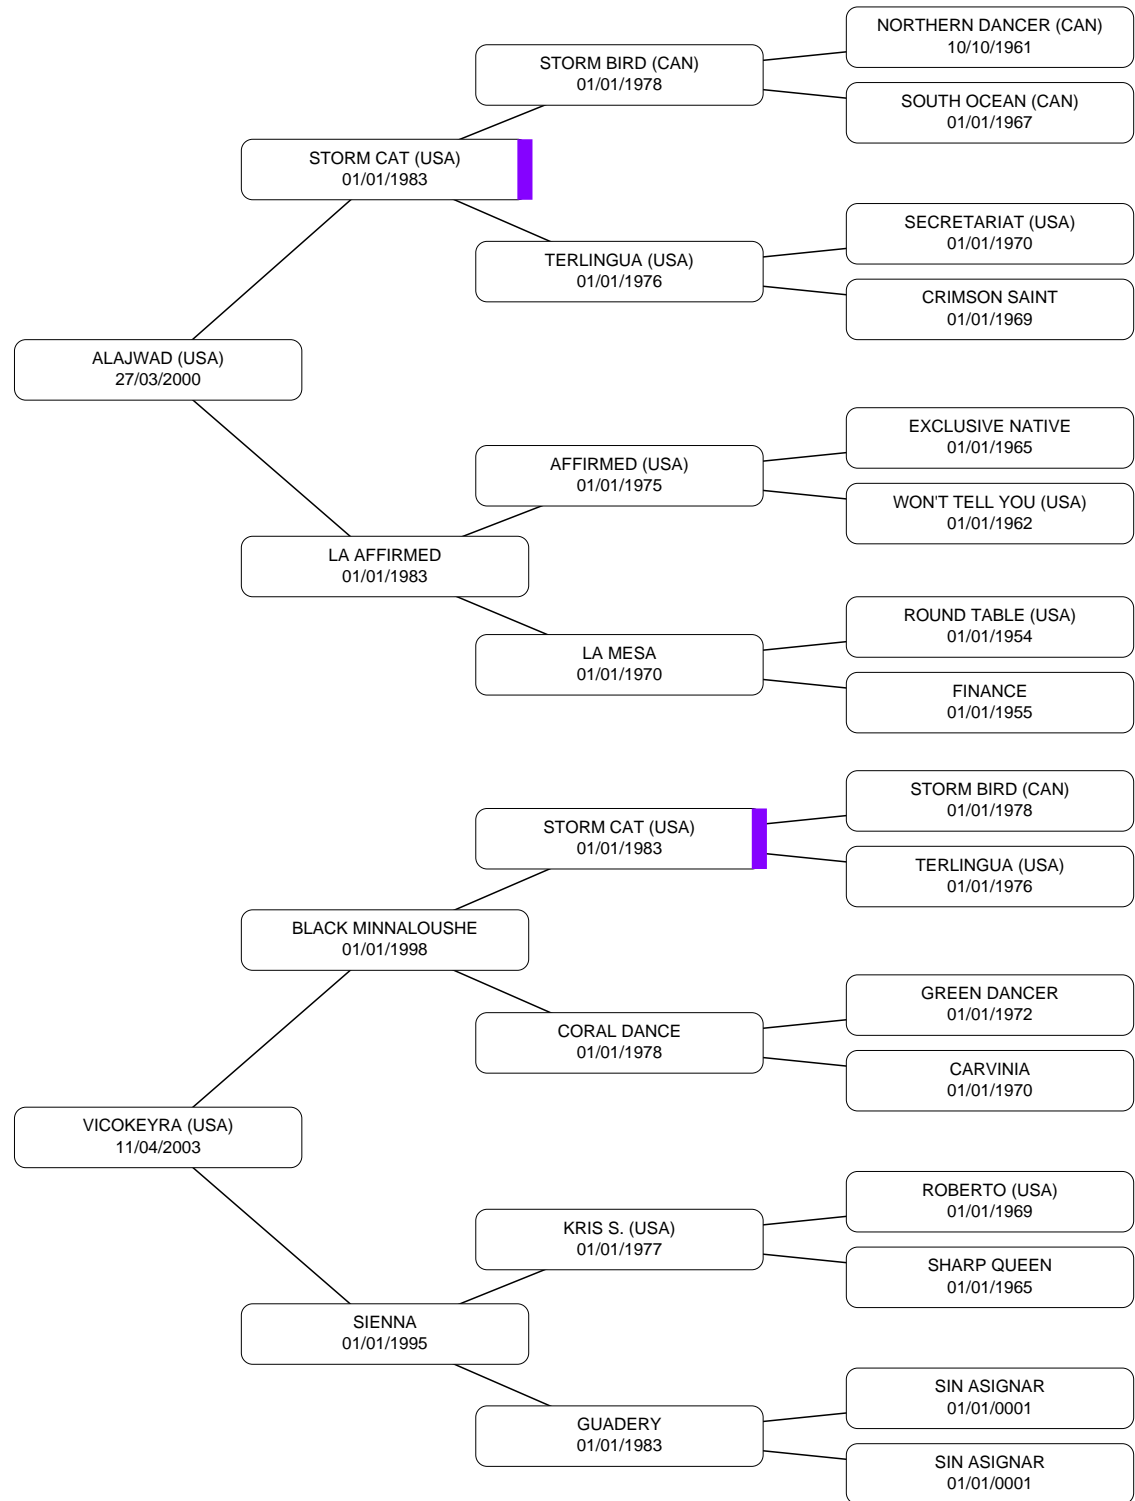 NORTHERN DANCER (CAN)
10/10/1961
STORM BIRD (CAN)
01/01/1978
SOUTH OCEAN (CAN)
01/01/1967
STORM CAT (USA)
01/01/1983
SECRETARIAT (USA)
01/01/1970
TERLINGUA (USA)
01/01/1976
CRIMSON SAINT
01/01/1969
ALAJWAD (USA)
27/03/2000
EXCLUSIVE NATIVE
01/01/1965
AFFIRMED (USA)
01/01/1975
WON'T TELL YOU (USA)
01/01/1962
LA AFFIRMED
01/01/1983
ROUND TABLE (USA)
01/01/1954
LA MESA
01/01/1970
FINANCE
01/01/1955
STORM BIRD (CAN)
01/01/1978
STORM CAT (USA)
01/01/1983
TERLINGUA (USA)
01/01/1976
BLACK MINNALOUSHE
01/01/1998
GREEN DANCER
01/01/1972
CORAL DANCE
01/01/1978
CARVINIA
01/01/1970
VICOKEYRA (USA)
11/04/2003
ROBERTO (USA)
01/01/1969
KRIS S. (USA)
01/01/1977
SHARP QUEEN
01/01/1965
SIENNA
01/01/1995
SIN ASIGNAR
01/01/0001
GUADERY
01/01/1983
SIN ASIGNAR
01/01/0001